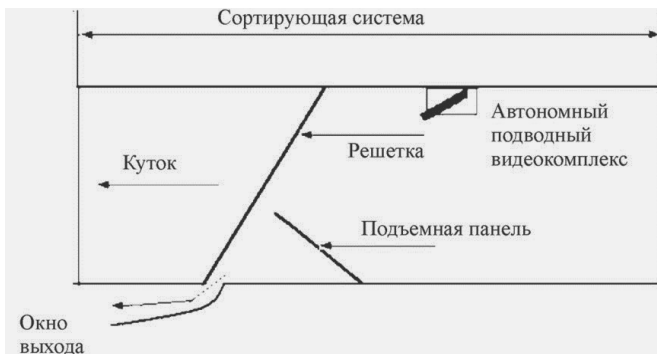 Сортирующая система
Автономный
подводный
видеокомплекс
Решетка
Куток
Подъемная панель
Окно
выхода